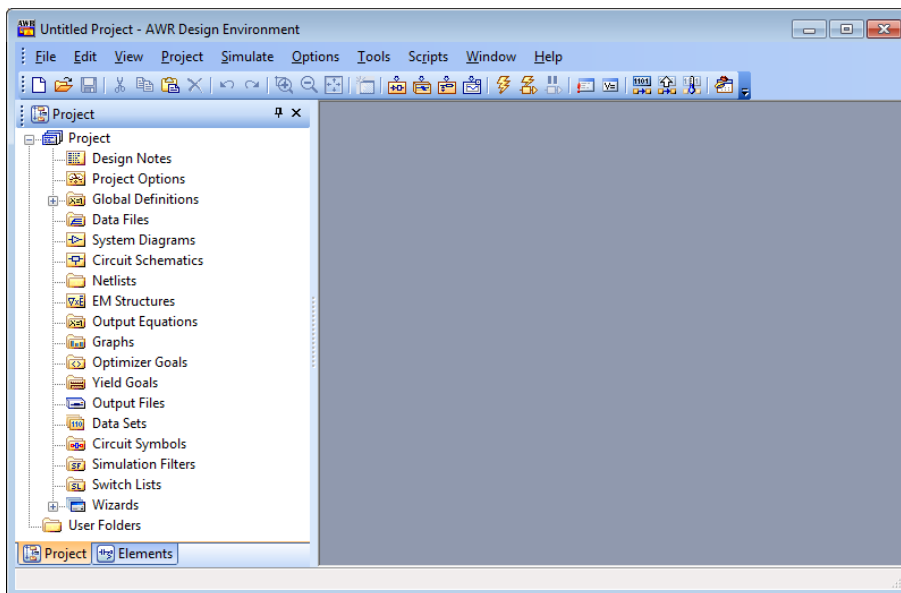 Untitled Project - AWR Design Environment
File Edit View Project Simulate Options Tools Scripts Window Help
Project
Project
Design Notes
Project Options
Global Definitions
Data Files
System Diagrams
Circuit Schematics
Netlists
EM Structures
Output Equations
Graphs
Optimizer Goals
Yield Goals
Output Files
Data Sets
Circuit Symbols
Simulation Filters
Switch Lists
Wizards
User Folders
Project Elements